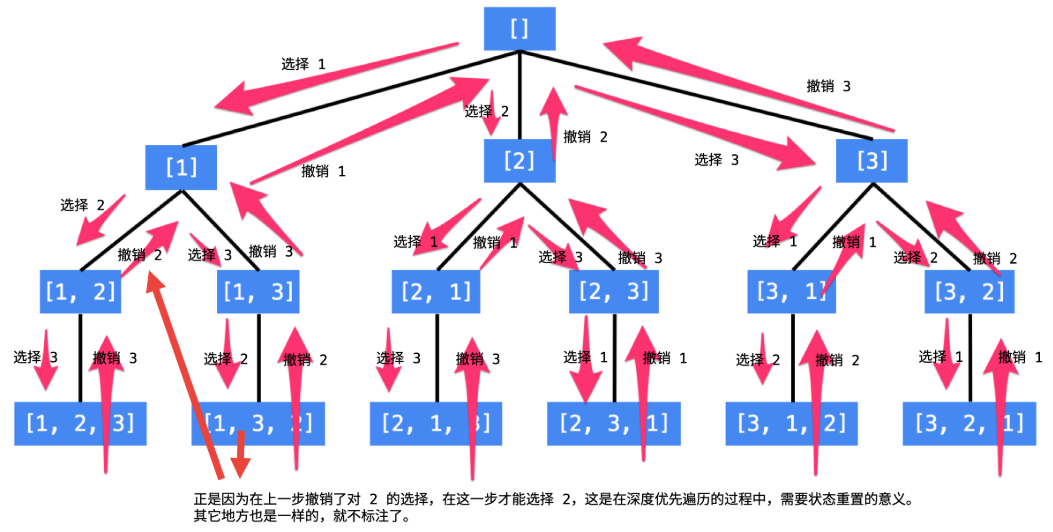 []
选择 1
撤销 3
选择 2
撤销 2
撤销 1
选择 3
[1]
[2]
[3]
选择 2
撤销 2
选择 3
撤销 3
选择 1
撤销 1
选择 3
撤销 3
选择 1
撤销 1
选择 2
撤销 2
[1, 2]
[1, 3]
[2, 1]
[2, 3]
[3, 1]
[3, 2]
选择 3
撤销 3
选择 2
撤销 2
选择 3
撤销 3
选择 1
撤销 1
选择 2
撤销 2
选择 1
撤销 1
[1, 2, 3]
[1, 3, 2]
[2, 1, 3]
[2, 3, 1]
[3, 1, 2]
[3, 2, 1]
正是因为在上一步撤销了对 2 的选择，在这一步才能选择 2，这是在深度优先遍历的过程中，需要状态重置的意义。
其它地方也是一样的，就不标注了。